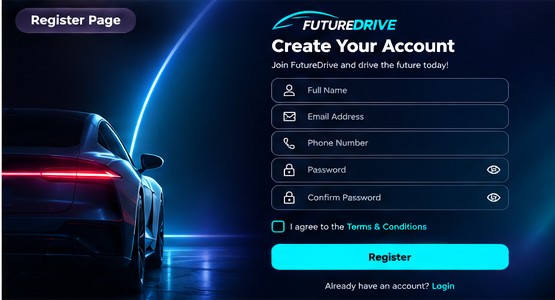 Register Page
FUTUREDRIVE
Create Your Account
Join FutureDrive and drive the future today!
Full Name
Email Address
Phone Number
Password
Confirm Password
I agree to the Terms & Conditions
Register
Already have an account? Login